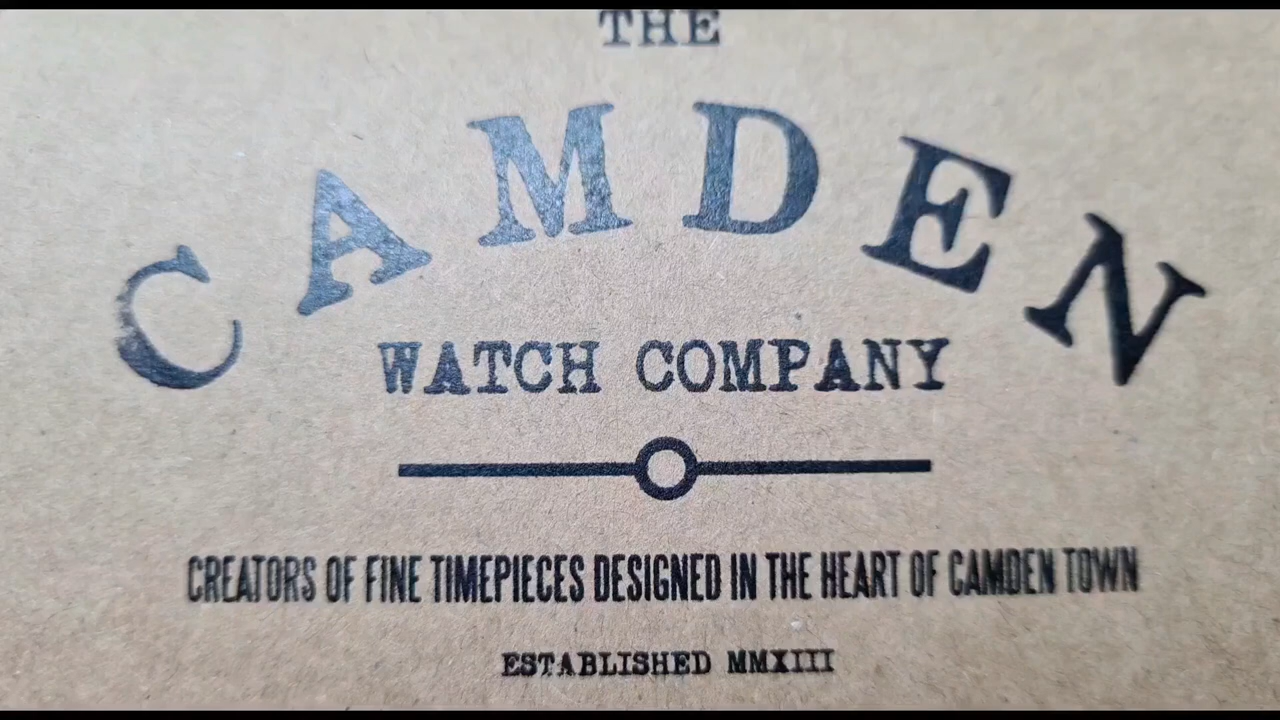 THE
CAMDEN
WATCH COMPANY
CREATORS OF FINE TIMEPIECES DESIGNED IN THE HEART OF CAMDEN TOWN
ESTABLISHED MMXIII